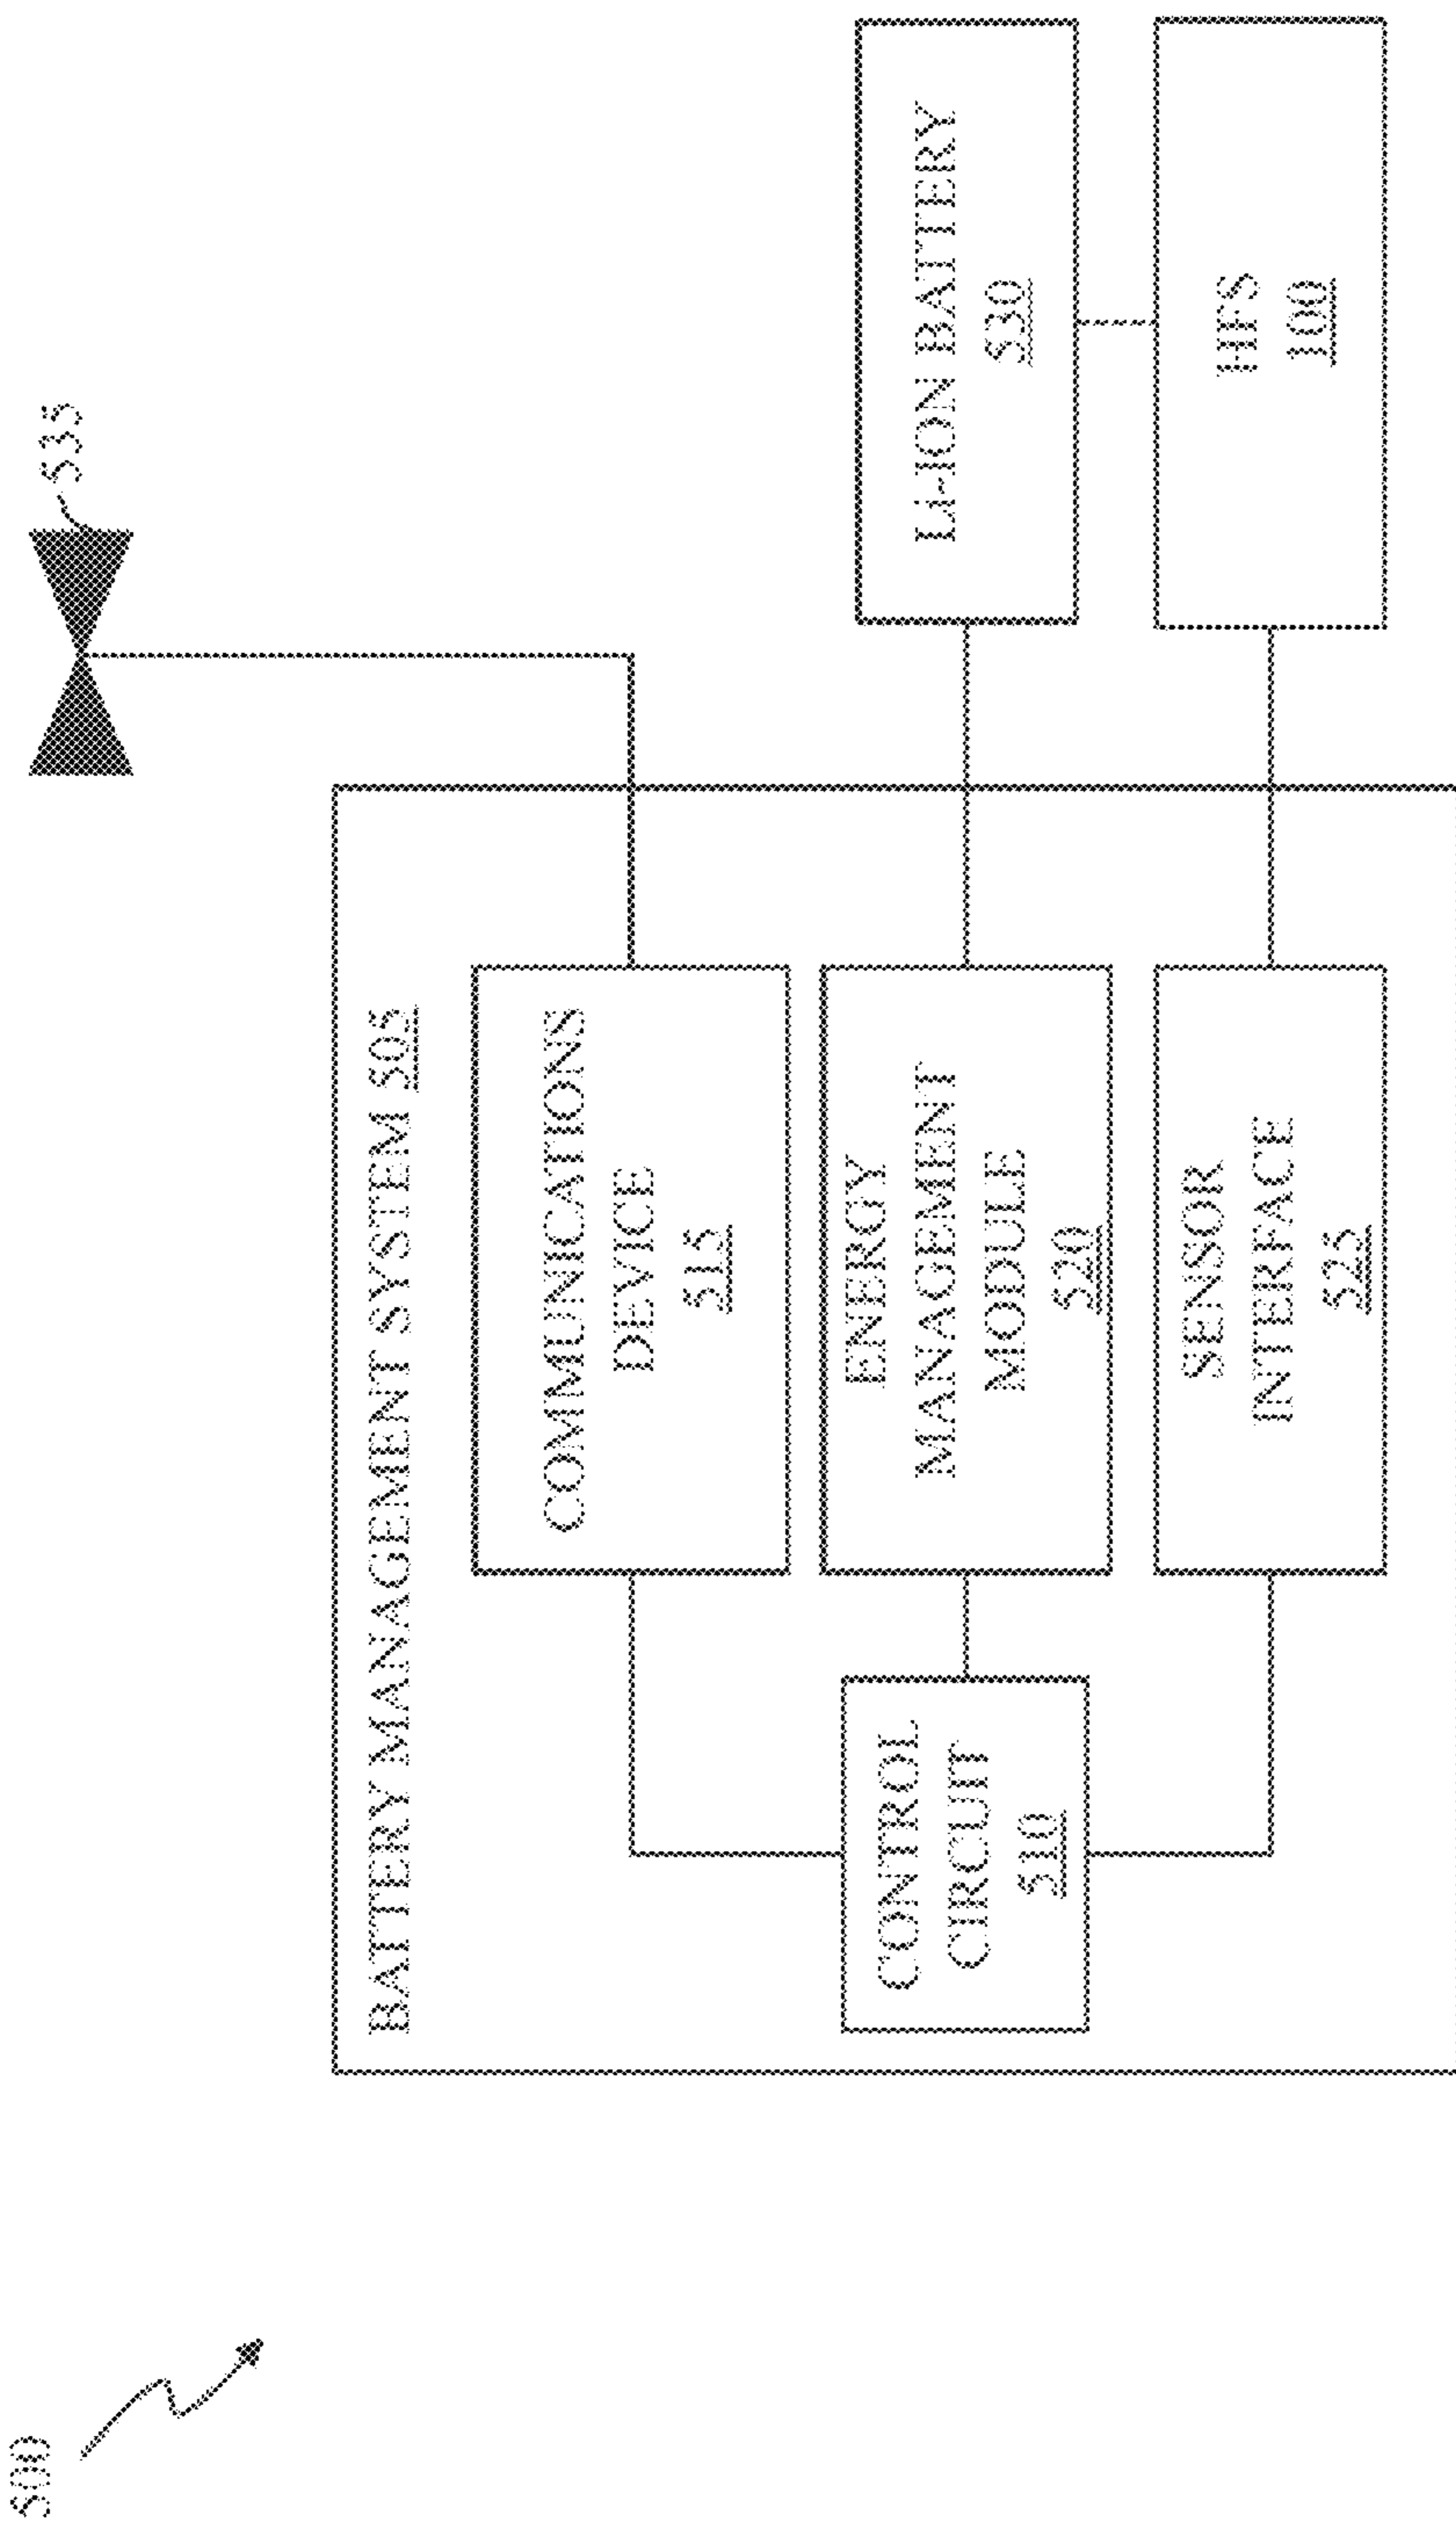 500
535
BATTERY MANAGEMENT SYSTEM 505
COMMUNICATIONS
DEVICE
515
CONTROL
CIRCUIT
510
ENERGY
MANAGEMENT
MODULE
520
LI-ION BATTERY
530
SENSOR
INTERFACE
525
HFS
100